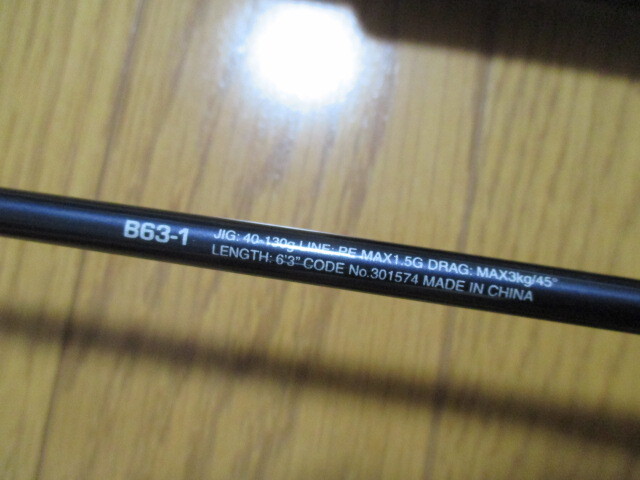 B63-1
JIG: 40-130g LINE: PE MAX1.5G DRAG: MAX3kg/45°
LENGTH: 6'3" CODE No.301574 MADE IN CHINA